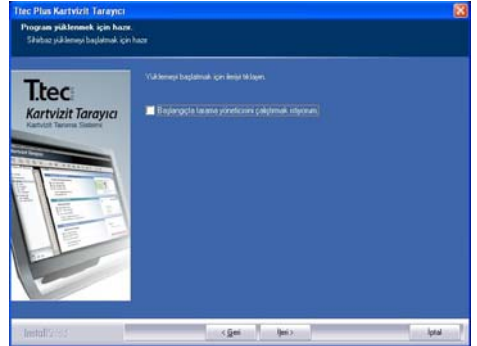 Ttec Plus Kartvizit Tarayıcı
Program yüklenmek için hazır.
Sihirbaz yüklemeyi başlatmak için hazır
Yüklemeyi başlatmak için ileriyi tıklayın.
Ttec
Kartvizit Tarayıcı
Kartvizit Tarama Sistemi
Başlangıçta tarama yöneticisini çalıştırmak istiyorum.
InstallShield
< Geri
İleri >
İptal